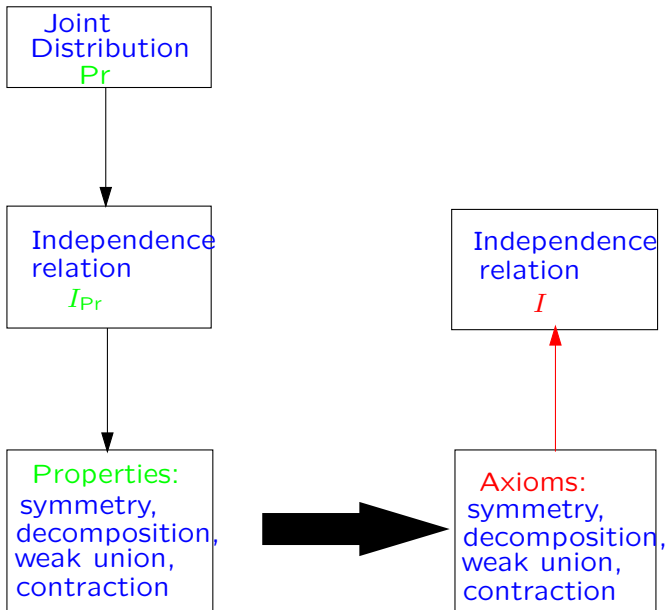 Joint
Distribution
Pr
Independence
relation
I_Pr
Properties:
symmetry,
decomposition,
weak union,
contraction
Independence
relation
I
Axioms:
symmetry,
decomposition,
weak union,
contraction